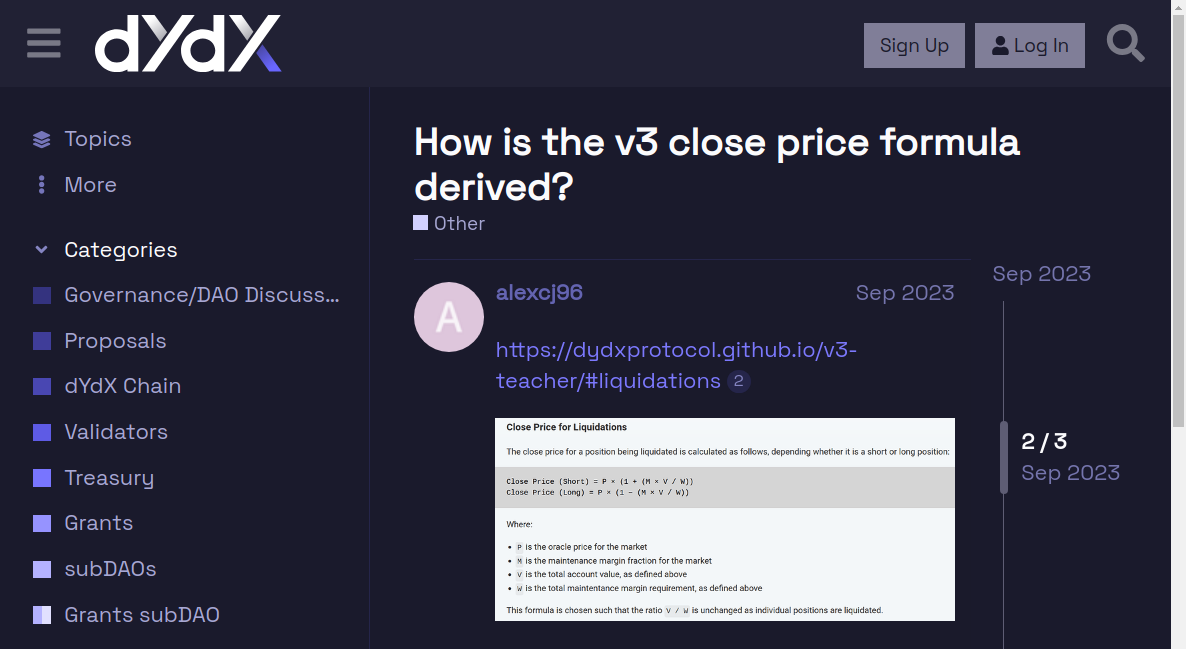 dYdX
Sign Up
Log In
Topics
More
Categories
Governance/DAO Discuss...
Proposals
dYdX Chain
Validators
Treasury
Grants
subDAOs
Grants subDAO
How is the v3 close price formula
derived?
Other
A
alexcj96
Sep 2023
https://dydxprotocol.github.io/v3-
teacher/#liquidations 2
Close Price for Liquidations
The close price for a position being liquidated is calculated as follows, depending whether it is a short or long position:
Close Price (Short) = P × (1 + (M × V / W))
Close Price (Long) = P × (1 − (M × V / W))
Where:
• P is the oracle price for the market
• M is the maintenance margin fraction for the market
• V is the total account value, as defined above
• W is the total maintentance margin requirement, as defined above
This formula is chosen such that the ratio V / W is unchanged as individual positions are liquidated.
Sep 2023
2 / 3
Sep 2023